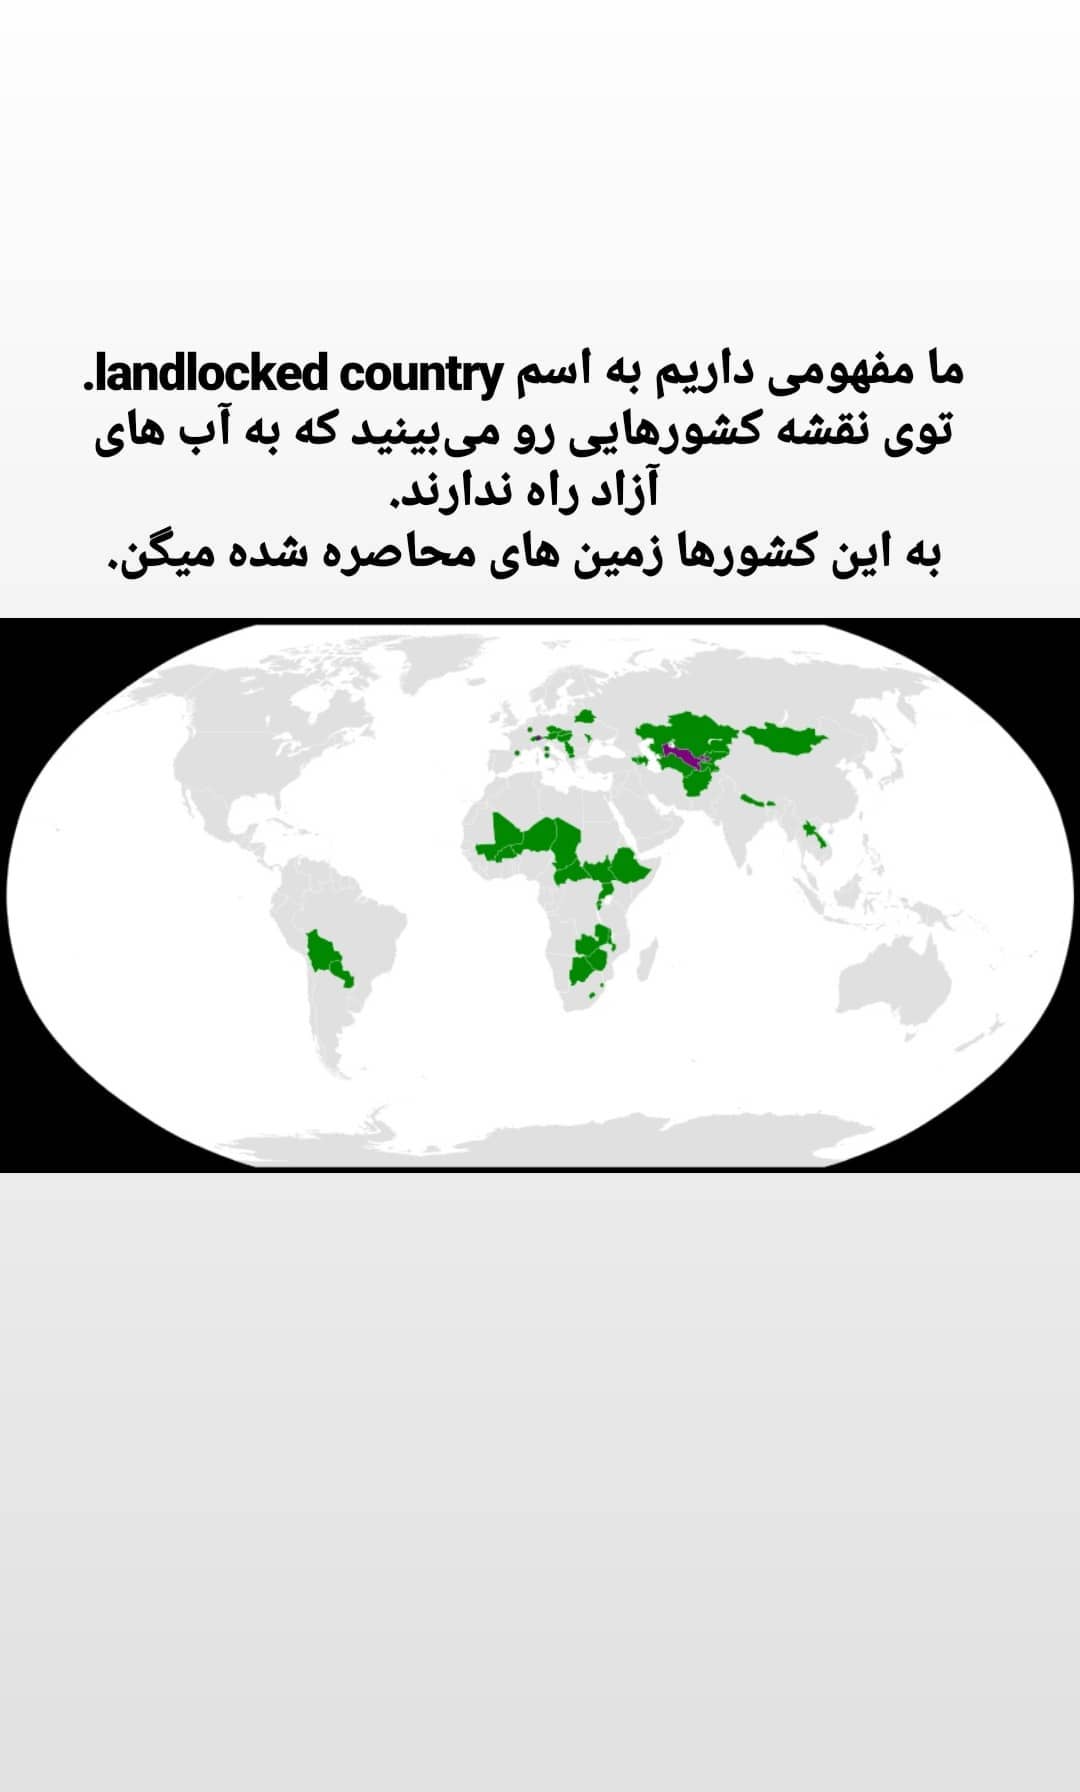 ما مفهومی داریم به اسم landlocked country.
توی نقشه کشورهایی رو می‌بینید که به آب های
آزاد راه ندارند.
به این کشورها زمین های محاصره شده میگن.